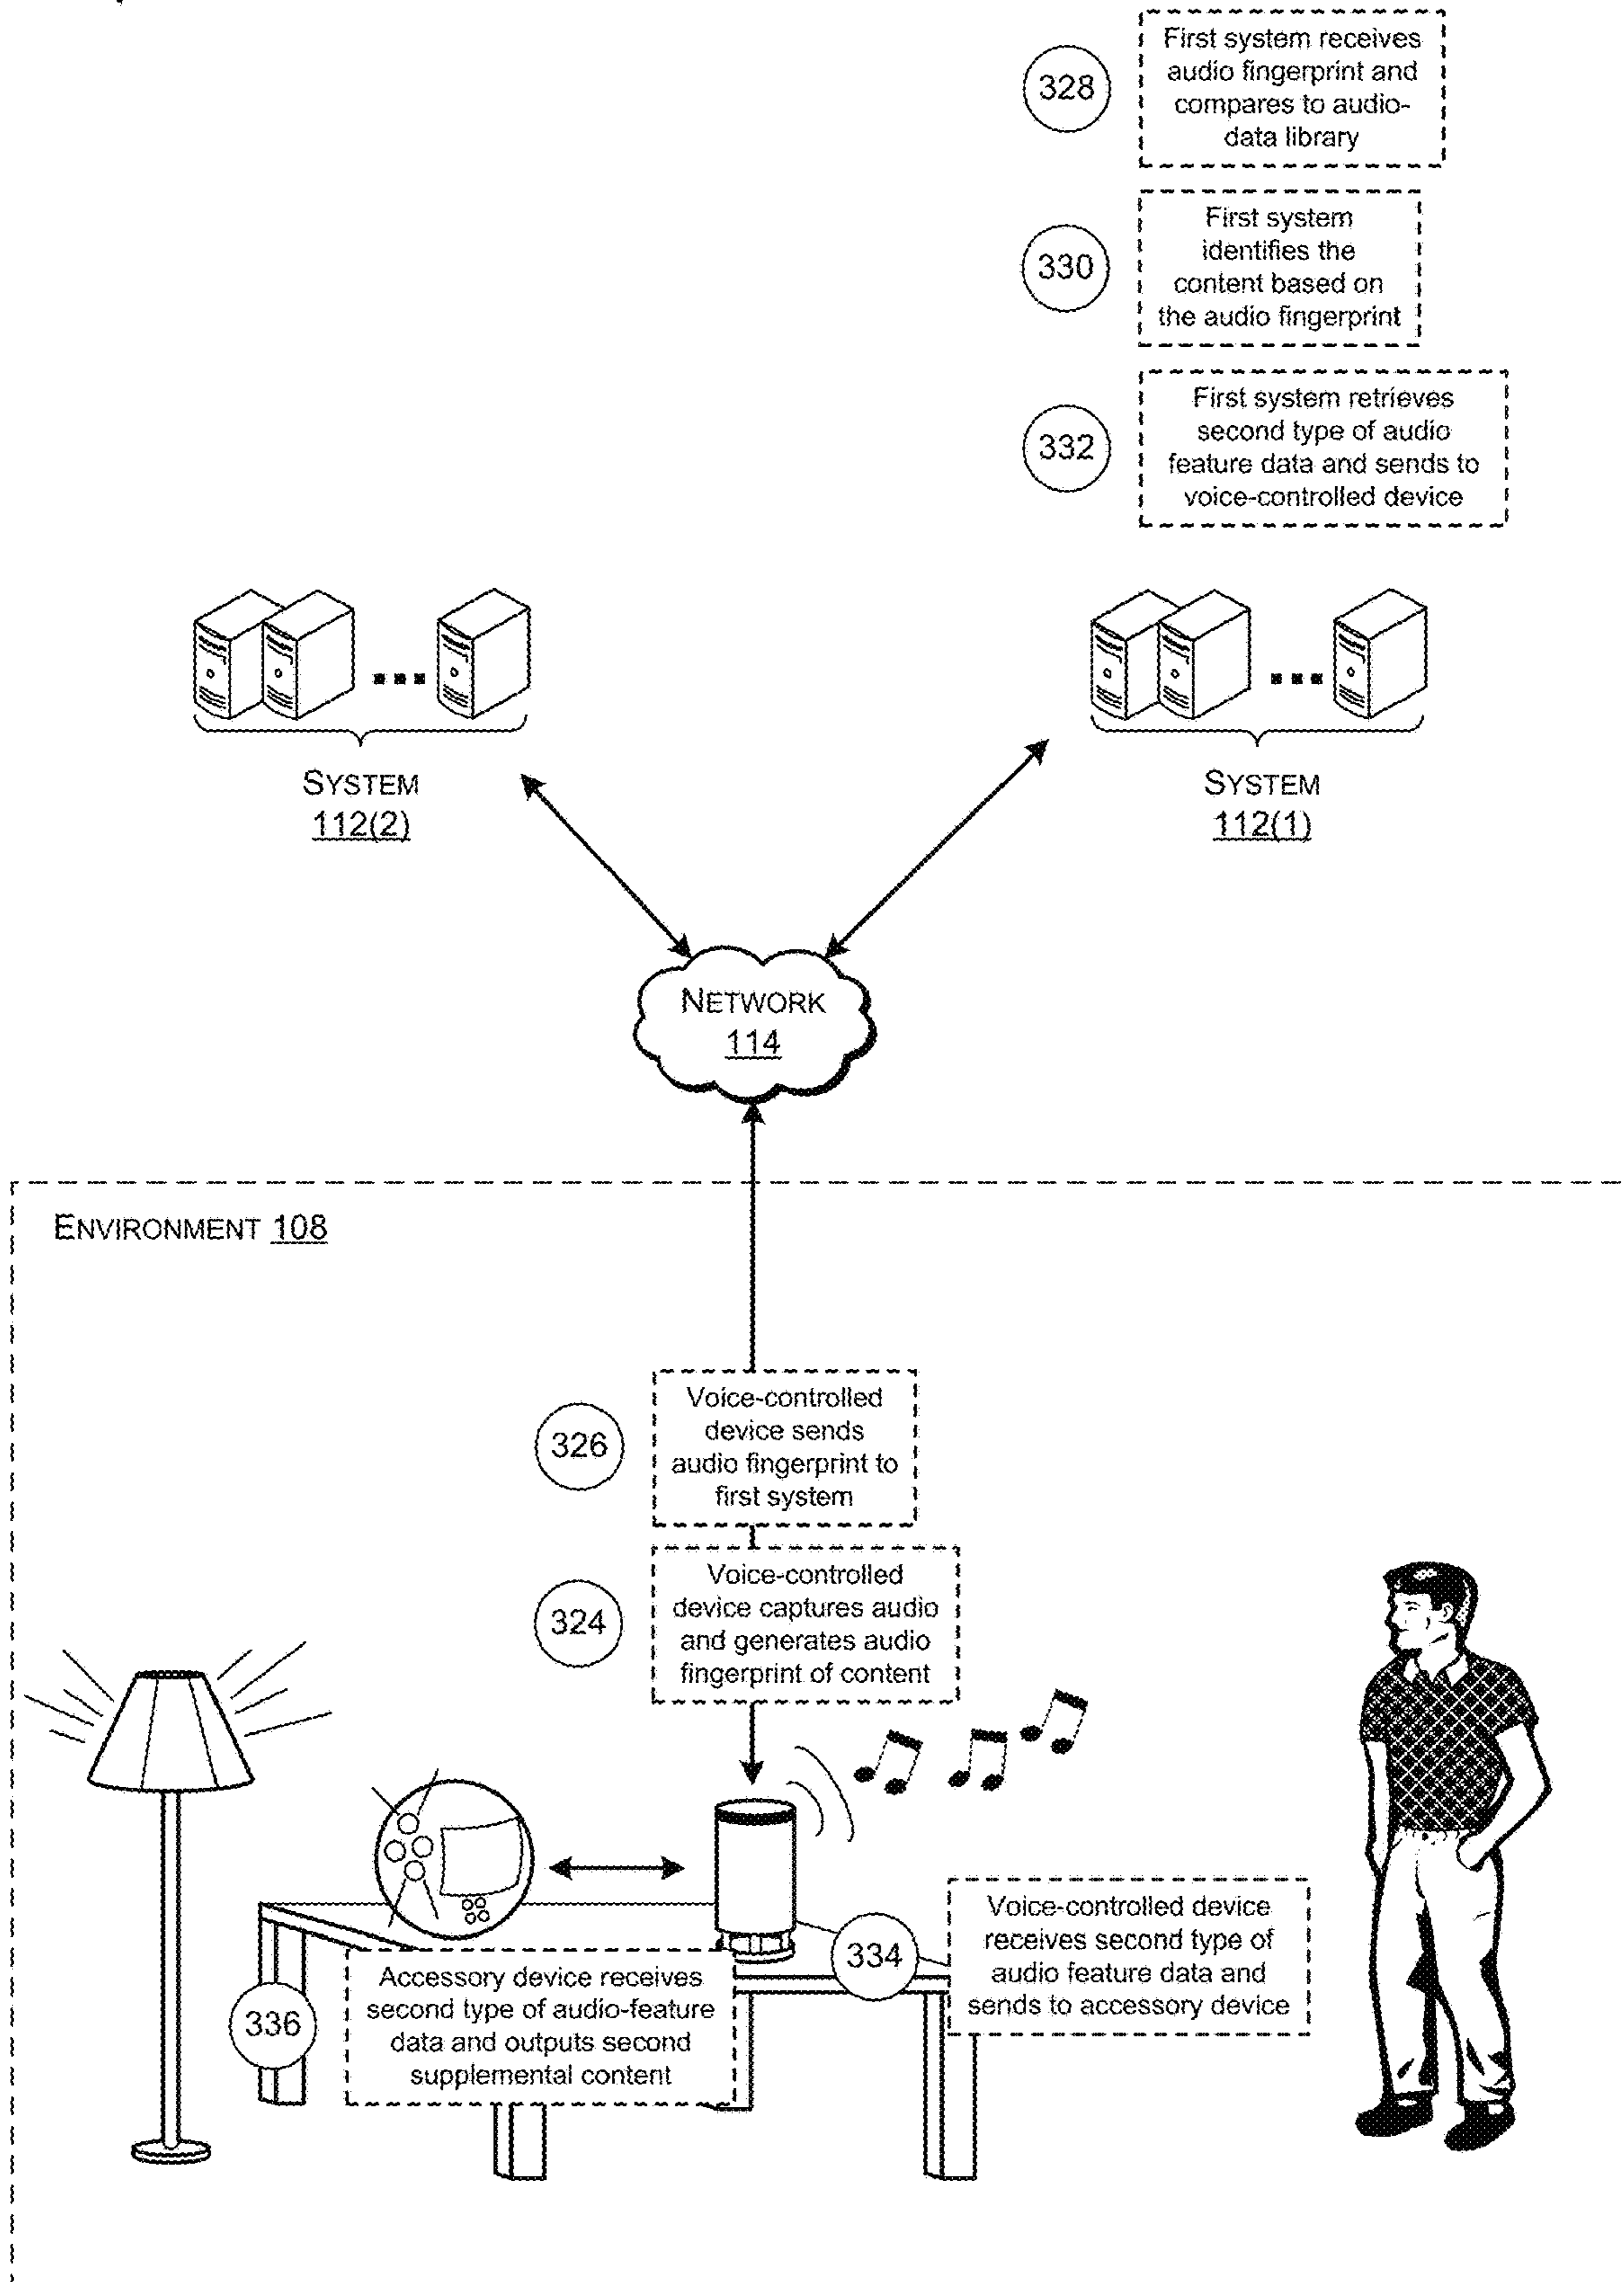 328
First system receives
audio fingerprint and
compares to audio-
data library
330
First system
identifies the
content based on
the audio fingerprint
332
First system retrieves
second type of audio
feature data and sends to
voice-controlled device
SYSTEM
112(2)
SYSTEM
112(1)
NETWORK
114
ENVIRONMENT 108
326
Voice-controlled
device sends
audio fingerprint to
first system
324
Voice-controlled
device captures audio
and generates audio
fingerprint of content
334
Voice-controlled device
receives second type of
audio feature data and
sends to accessory device
336
Accessory device receives
second type of audio-feature
data and outputs second
supplemental content